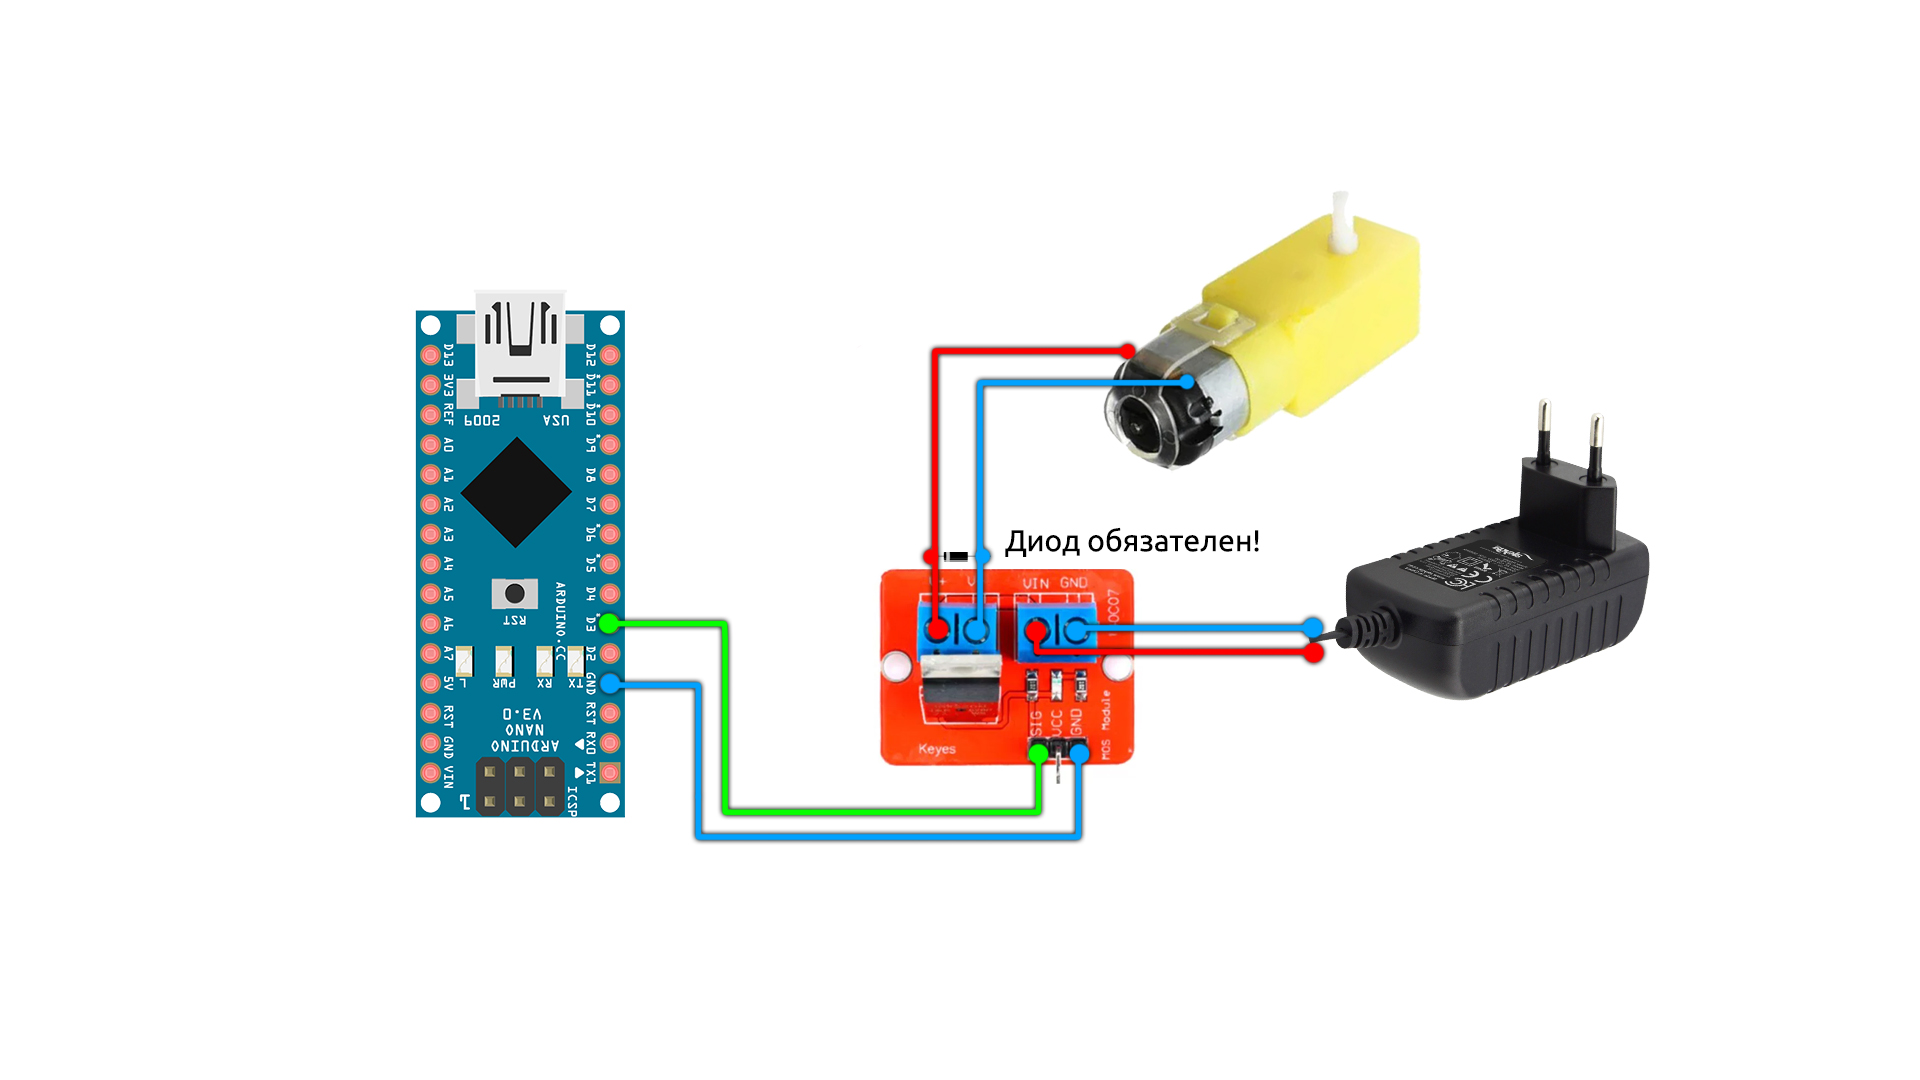 D13
3V3
REF
A0
A1
A2
A3
A4
A5
A6
A7
5V
RST
GND
VIN
D12
D11
D10
D9
D8
D7
D6
D5
D4
D3
D2
GND
RST
RX0
TX1
2009
USA
RST
ARDUINO.CC
L
PWR
RX
TX
ARDUINO
NANO
V3.0
1
ICSP
Диод обязателен!
VIN GND
SIG
VCC
GND
MOS Module
Keyes